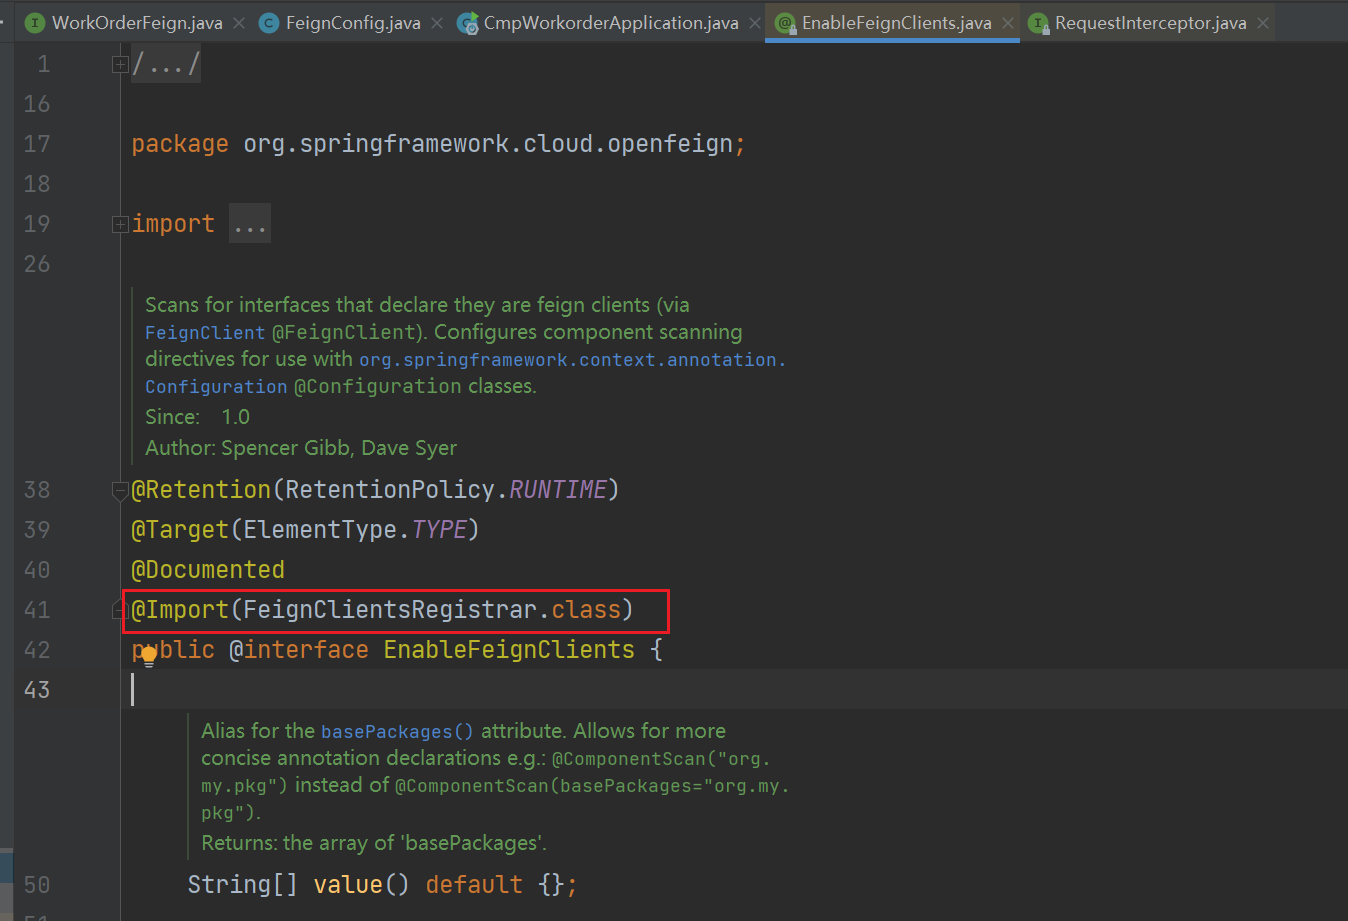 WorkOrderFeign.java FeignConfig.java CmpWorkorderApplication.java EnableFeignClients.java RequestInterceptor.java
1 /.../
16
17 package org.springframework.cloud.openfeign;
18
19 import ...
26
Scans for interfaces that declare they are feign clients (via
FeignClient @FeignClient). Configures component scanning
directives for use with org.springframework.context.annotation.
Configuration @Configuration classes.
Since: 1.0
Author: Spencer Gibb, Dave Syer
38 @Retention(RetentionPolicy.RUNTIME)
39 @Target(ElementType.TYPE)
40 @Documented
41 @Import(FeignClientsRegistrar.class)
42 public @interface EnableFeignClients {
43
Alias for the basePackages() attribute. Allows for more
concise annotation declarations e.g.: @ComponentScan("org.
my.pkg") instead of @ComponentScan(basePackages="org.my.
pkg").
Returns: the array of 'basePackages'.
50 String[] value() default {};
51